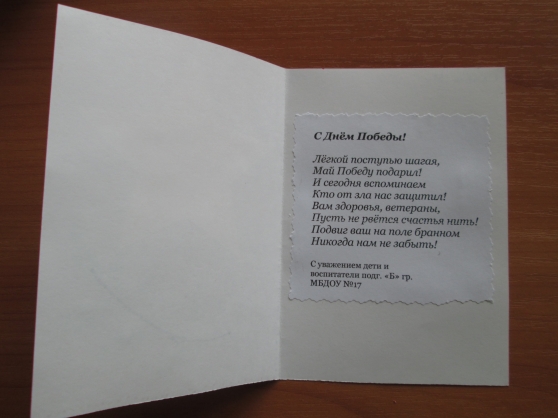 С Днём Победы!
Лёгкой поступью шагая,
Май Победу подарил!
И сегодня вспоминаем
Кто от зла нас защитил!
Вам здоровья, ветераны,
Пусть не рвётся счастья нить!
Подвиг ваш на поле бранном
Никогда нам не забыть!
С уважением дети и
воспитатели подг. «Б» гр.
МБДОУ №17